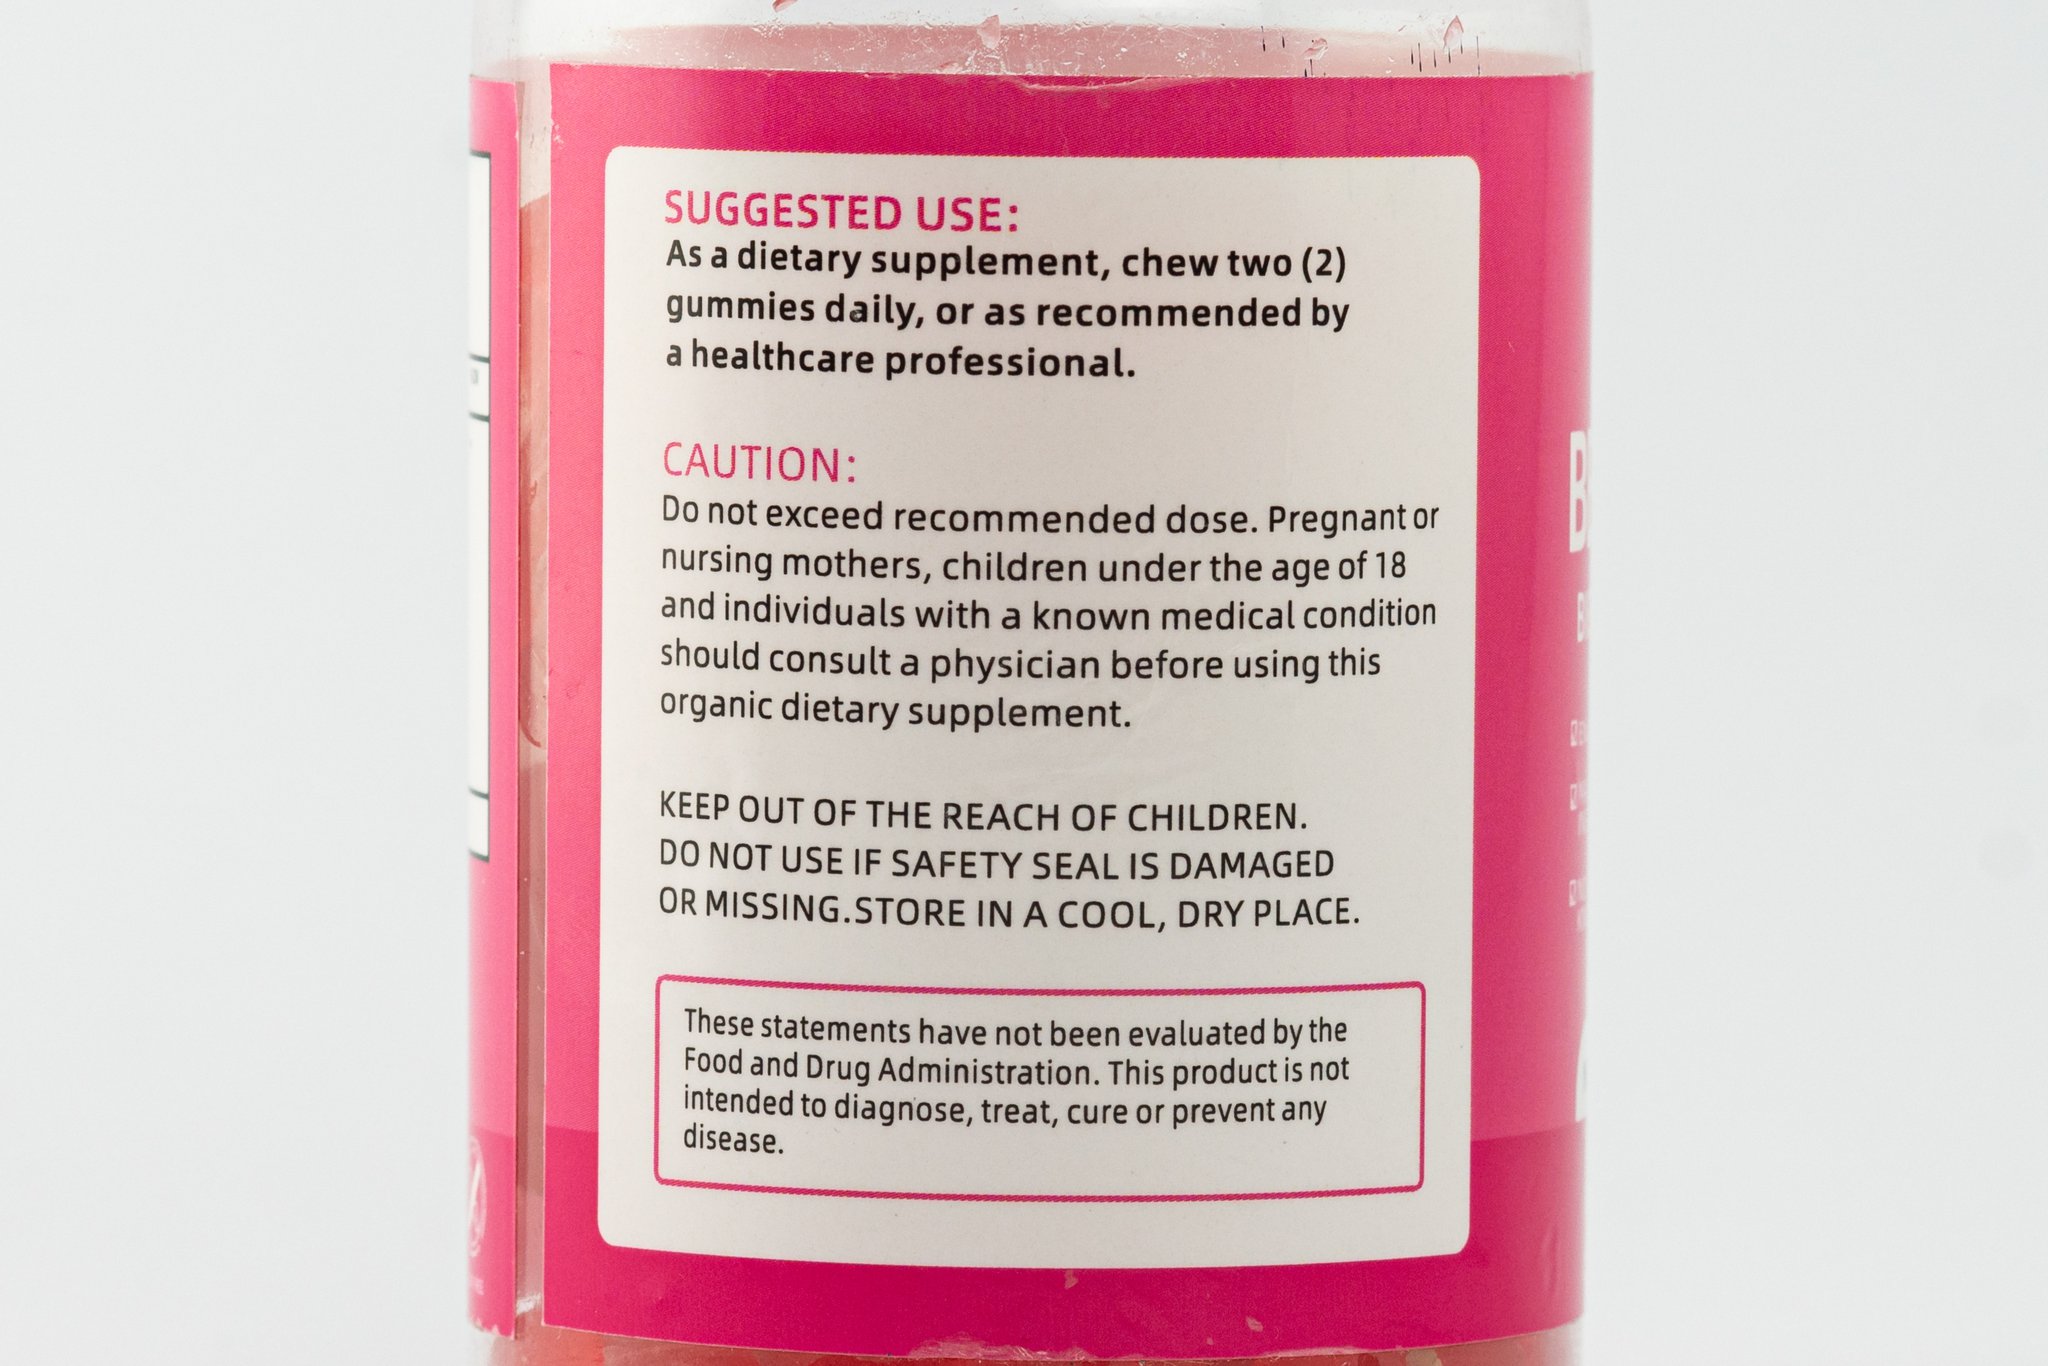 SUGGESTED USE:
As a dietary supplement, chew two (2)
gummies daily, or as recommended by
a healthcare professional.
CAUTION:
Do not exceed recommended dose. Pregnant or
nursing mothers, children under the age of 18
and individuals with a known medical condition
should consult a physician before using this
organic dietary supplement.
KEEP OUT OF THE REACH OF CHILDREN.
DO NOT USE IF SAFETY SEAL IS DAMAGED
OR MISSING.STORE IN A COOL, DRY PLACE.
These statements have not been evaluated by the
Food and Drug Administration. This product is not
intended to diagnose, treat, cure or prevent any
disease.